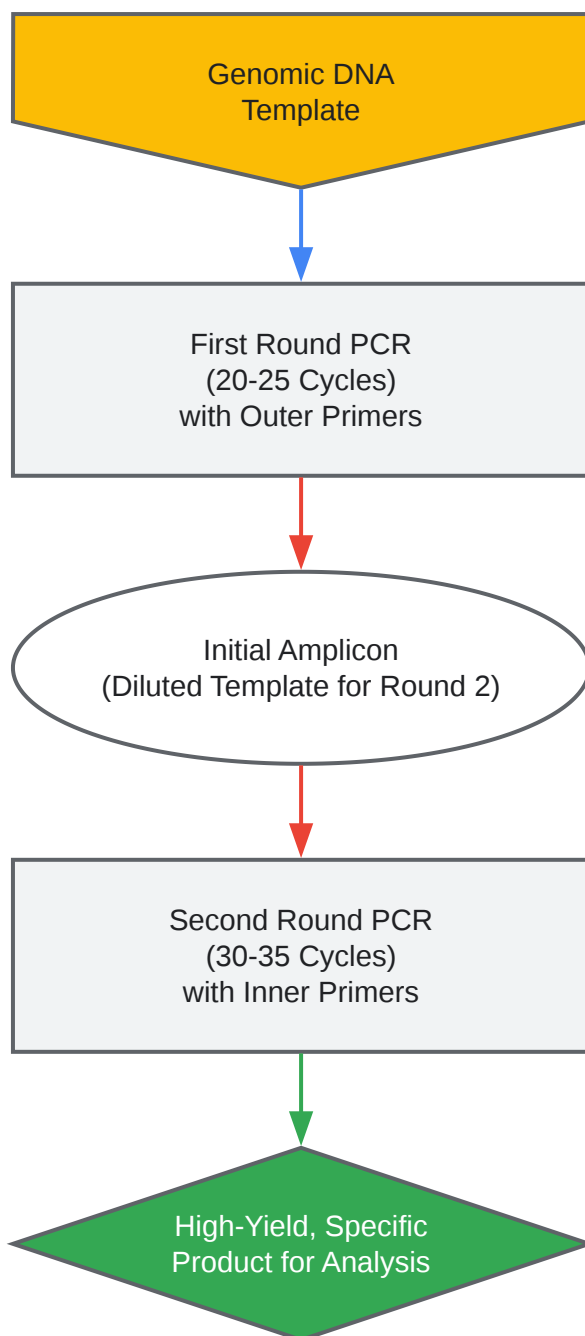 Genomic DNA
Template
First Round PCR
(20-25 Cycles)
with Outer Primers
Initial Amplicon
(Diluted Template for Round 2)
Second Round PCR
(30-35 Cycles)
with Inner Primers
High-Yield, Specific
Product for Analysis